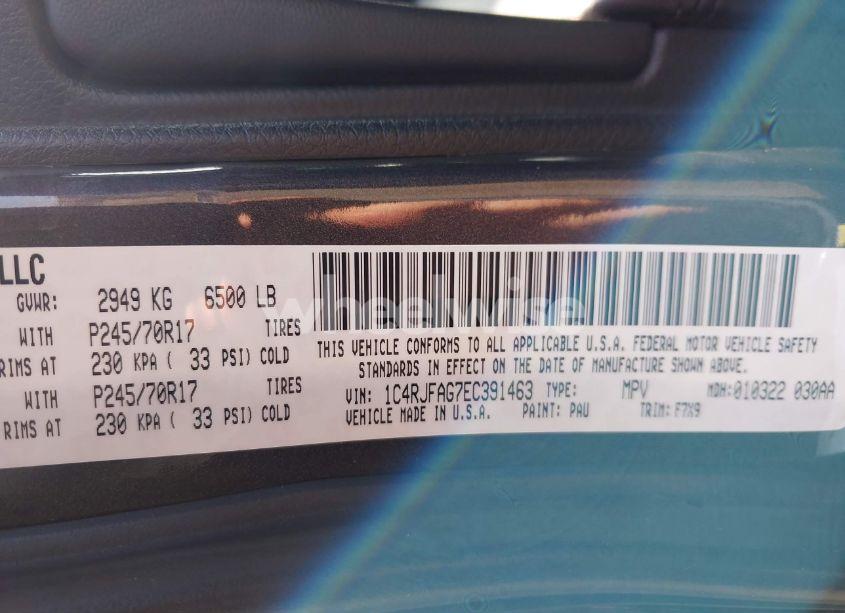 LLC
GVWR: 2949 KG 6500 LB
WITH P245/70R17 TIRES
RIMS AT 230 KPA ( 33 PSI) COLD
WITH P245/70R17 TIRES
RIMS AT 230 KPA ( 33 PSI) COLD
THIS VEHICLE CONFORMS TO ALL APPLICABLE U.S.A. FEDERAL MOTOR VEHICLE SAFETY
STANDARDS IN EFFECT ON THE DATE OF MANUFACTURE SHOWN ABOVE.
VIN: 1C4RJFAG7EC391463 TYPE: MPV MDH:010322 030AA
VEHICLE MADE IN U.S.A. PAINT: PAU TRIM: F7X9
wheelwise